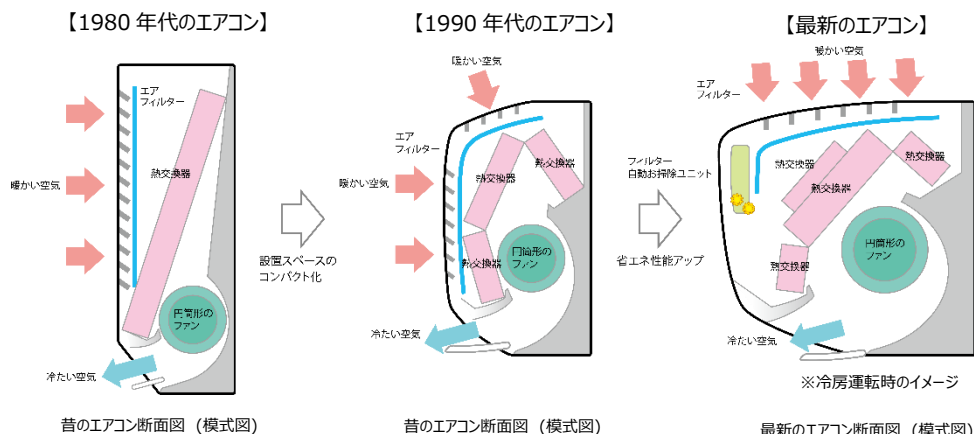 【1980 年代のエアコン】
エア
フィルター
熱交換器
暖かい空気
円筒形の
ファン
冷たい空気
昔のエアコン断面図 (模式図)
設置スペースの
コンパクト化
【1990 年代のエアコン】
暖かい空気
エア
フィルター
熱交換器
熱交換器
暖かい空気
熱交換器
円筒形の
ファン
冷たい空気
昔のエアコン断面図 (模式図)
省エネ性能アップ
【最新のエアコン】
暖かい空気
エア
フィルター
フィルター
自動お掃除ユニット
熱交換器
熱交換器
熱交換器
熱交換器
円筒形の
ファン
冷たい空気
※冷房運転時のイメージ
最新のエアコン断面図 (模式図)